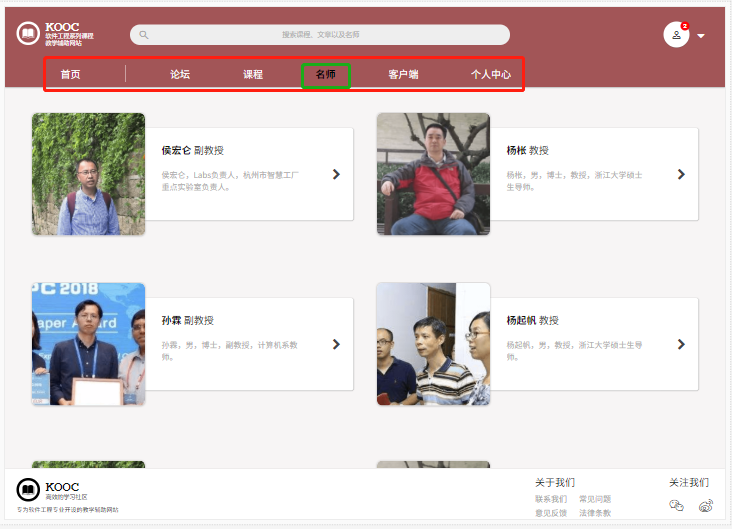 KOOC
软件工程系列课程
教学辅助网站
搜索课程、文章以及名师
2
首页
论坛
课程
名师
客户端
个人中心
侯宏仑 副教授
侯宏仑，Labs负责人，杭州市智慧工厂
重点实验室负责人。
杨枨 教授
杨枨，男，博士，教授，浙江大学硕士
生导师。
PC 2018
aper Award
孙霖 副教授
孙霖，男，博士，副教授，计算机系教
师。
杨起帆 教授
杨起帆，男，教授，浙江大学硕士生导
师。
KOOC
高效的学习社区
专为软件工程专业开设的教学辅助网站
关于我们
联系我们
常见问题
意见反馈
法律条款
关注我们